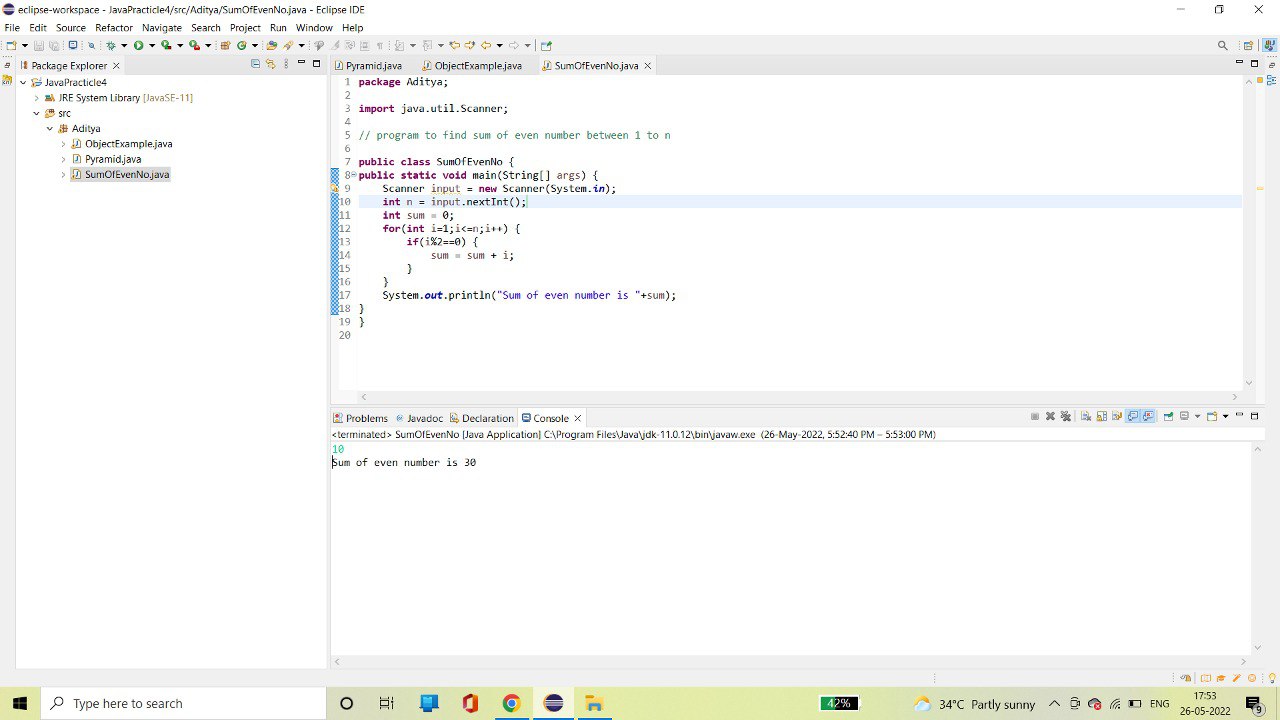 eclipse-workspace - JavaPracticle4/src/Aditya/SumOfEvenNo.java - Eclipse IDE
File Edit Source Refactor Navigate Search Project Run Window Help
Package Explorer
JavaPracticle4
JRE System Library [JavaSE-11]
src
Aditya
ObjectExample.java
Pyramid.java
SumOfEvenNo.java
Pyramid.java ObjectExample.java SumOfEvenNo.java
1 package Aditya;
2
3 import java.util.Scanner;
4
5 // program to find sum of even number between 1 to n
6
7 public class SumOfEvenNo {
8 public static void main(String[] args) {
9 Scanner input = new Scanner(System.in);
10 int n = input.nextInt();
11 int sum = 0;
12 for(int i=1;i<=n;i++) {
13 if(i%2==0) {
14 sum = sum + i;
15 }
16 }
17 System.out.println("Sum of even number is "+sum);
18 }
19 }
20
Problems Javadoc Declaration Console
<terminated> SumOfEvenNo [Java Application] C:\Program Files\Java\jdk-11.0.12\bin\javaw.exe (26-May-2022, 5:52:40 PM – 5:53:00 PM)
10
Sum of even number is 30
Type here to search
42%
34°C Partly sunny
ENG
17:53
26-05-2022
9